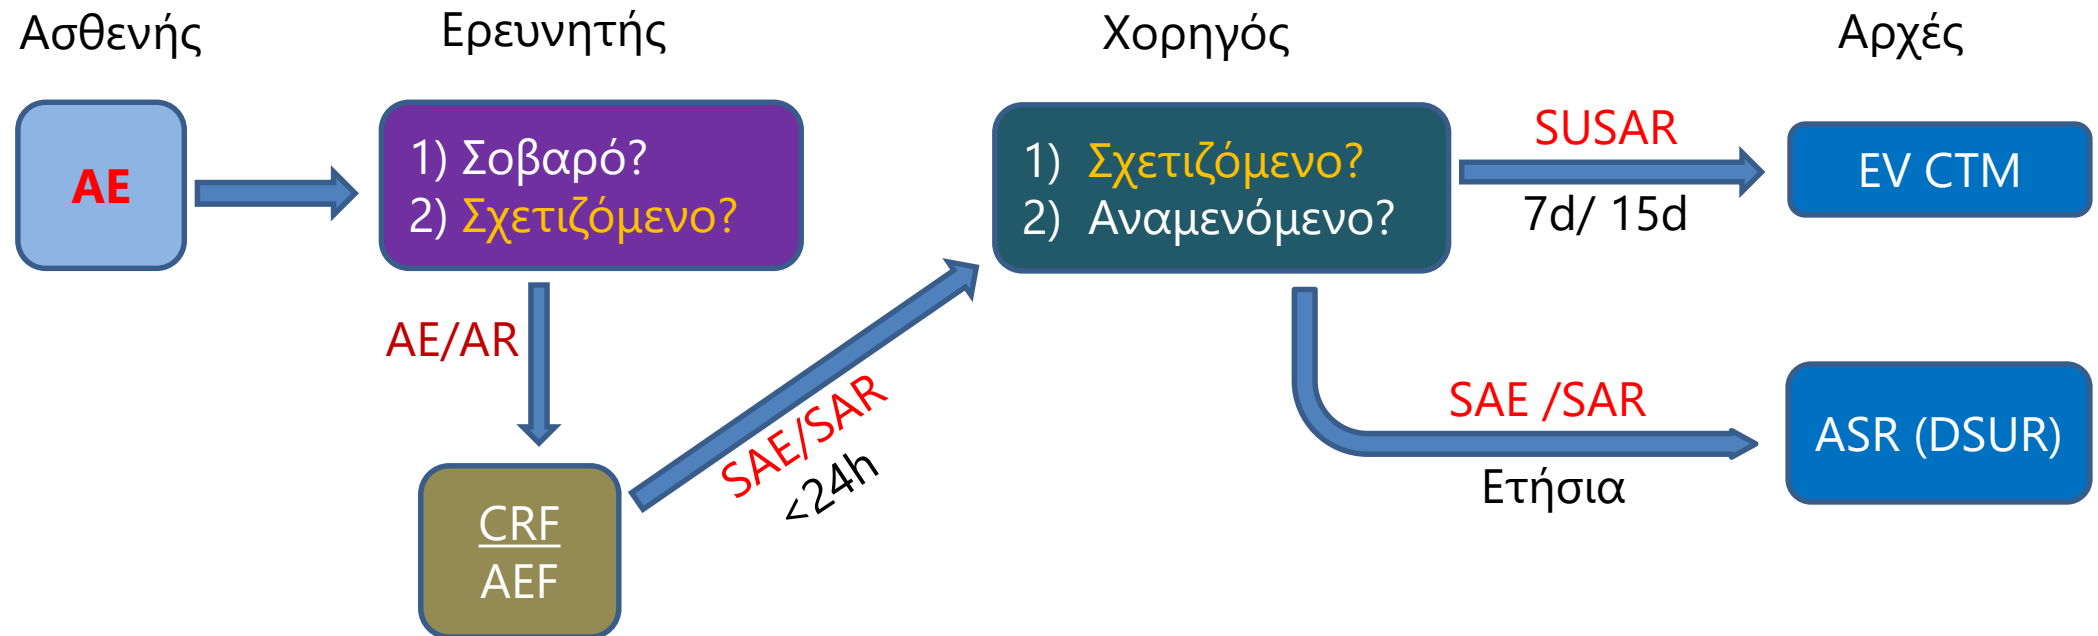 Ασθενής
Ερευνητής
Χορηγός
Αρχές
AE
1) Σοβαρό?
2) Σχετιζόμενο?
1) Σχετιζόμενο?
2) Αναμενόμενο?
SUSAR
7d/ 15d
EV CTM
AE/AR
CRF
AEF
SAE/SAR
<24h
SAE /SAR
Ετήσια
ASR (DSUR)